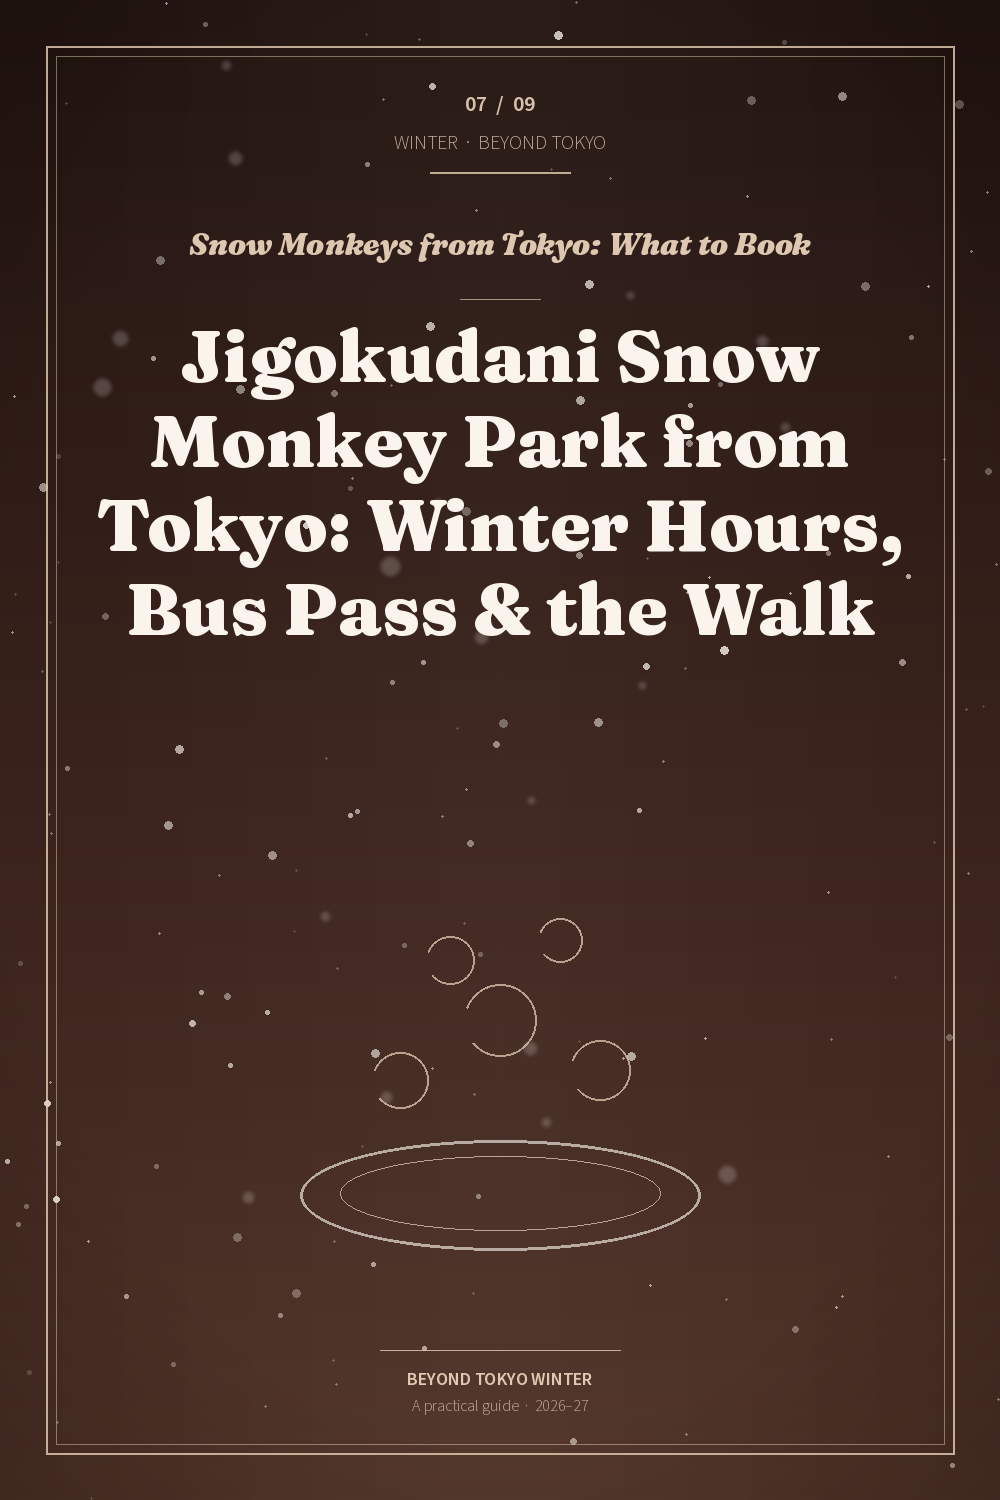 07 / 09
WINTER · BEYOND TOKYO
Snow Monkeys from Tokyo: What to Book
Jigokudani Snow
Monkey Park from
Tokyo: Winter Hours,
Bus Pass & the Walk
BEYOND TOKYO WINTER
A practical guide · 2026–27